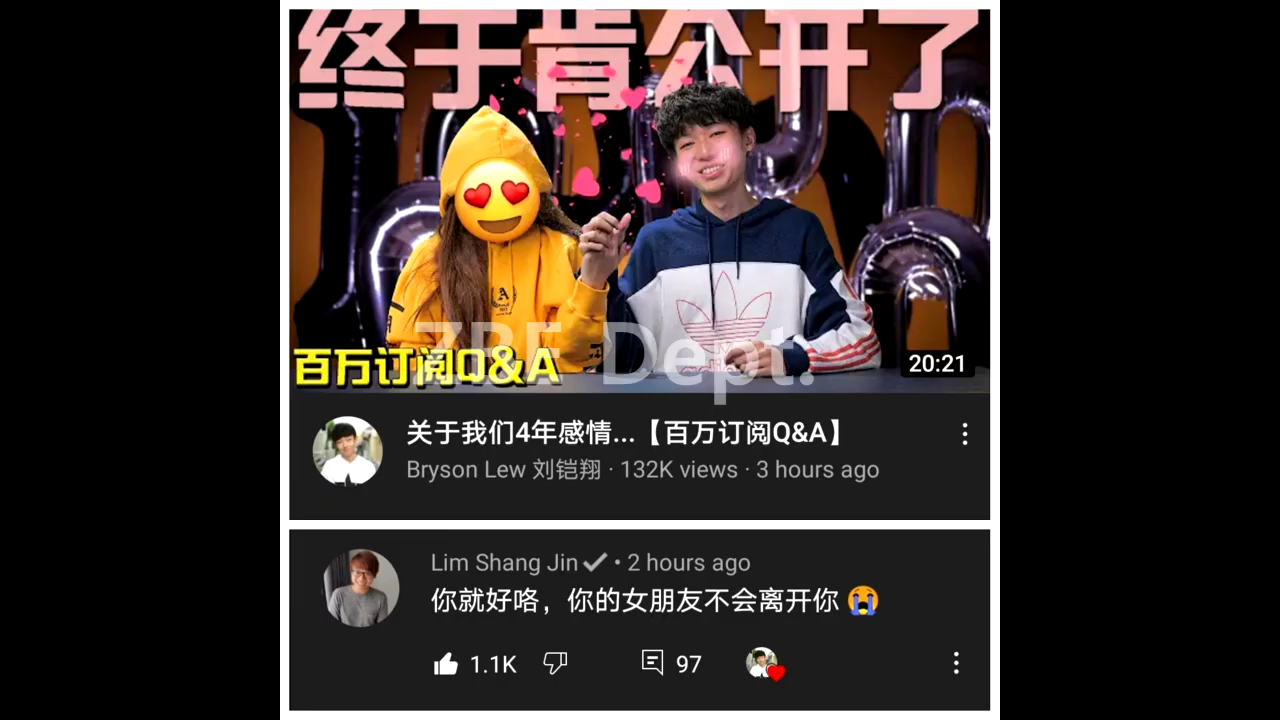 终于肯公开了
百万订阅Q&A
ZBF Dept.
20:21
关于我们4年感情...【百万订阅Q&A】
Bryson Lew 刘铠翔 · 132K views · 3 hours ago
Lim Shang Jin ✔ • 2 hours ago
你就好咯，你的女朋友不会离开你 😭
1.1K
97